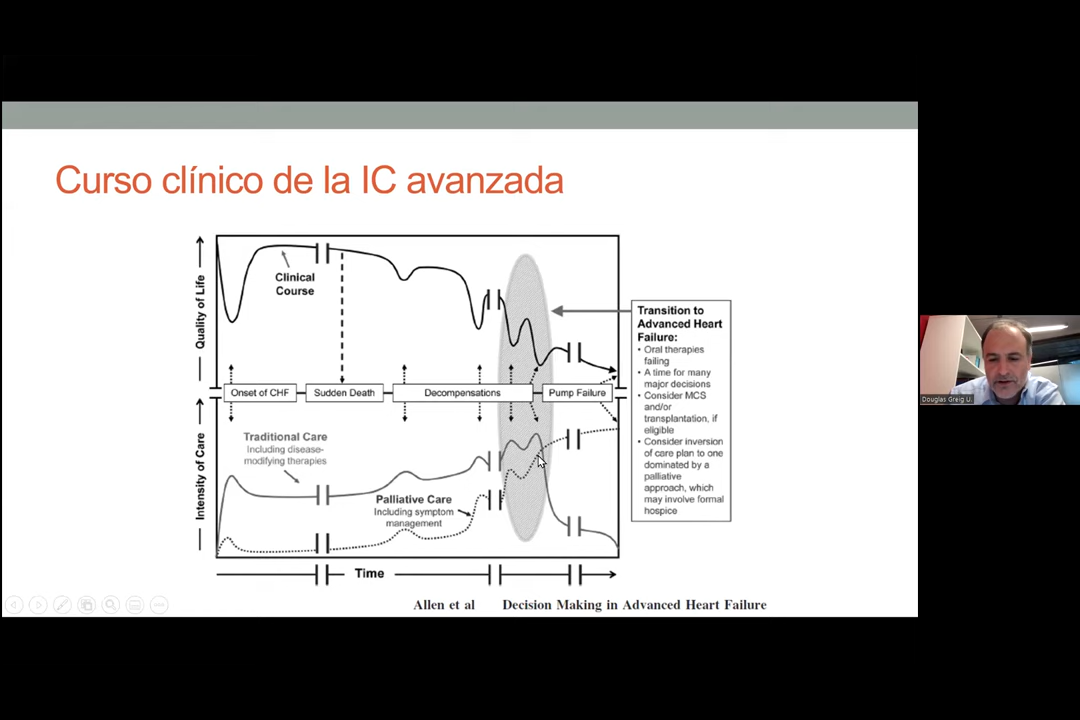 Curso clínico de la IC avanzada
Quality of Life
Clinical
Course
Transition to
Advanced Heart
Failure:
• Oral therapies
failing
• A time for many
major decisions
• Consider MCS
and/or
transplantation, if
eligible
• Consider inversion
of care plan to one
dominated by a
palliative
approach, which
may involve formal
hospice
Onset of CHF
Sudden Death
Decompensations
Pump Failure
Intensity of Care
Traditional Care
Including disease-
modifying therapies
Palliative Care
Including symptom
management
Time
Allen et al Decision Making in Advanced Heart Failure
Douglas Greig U.